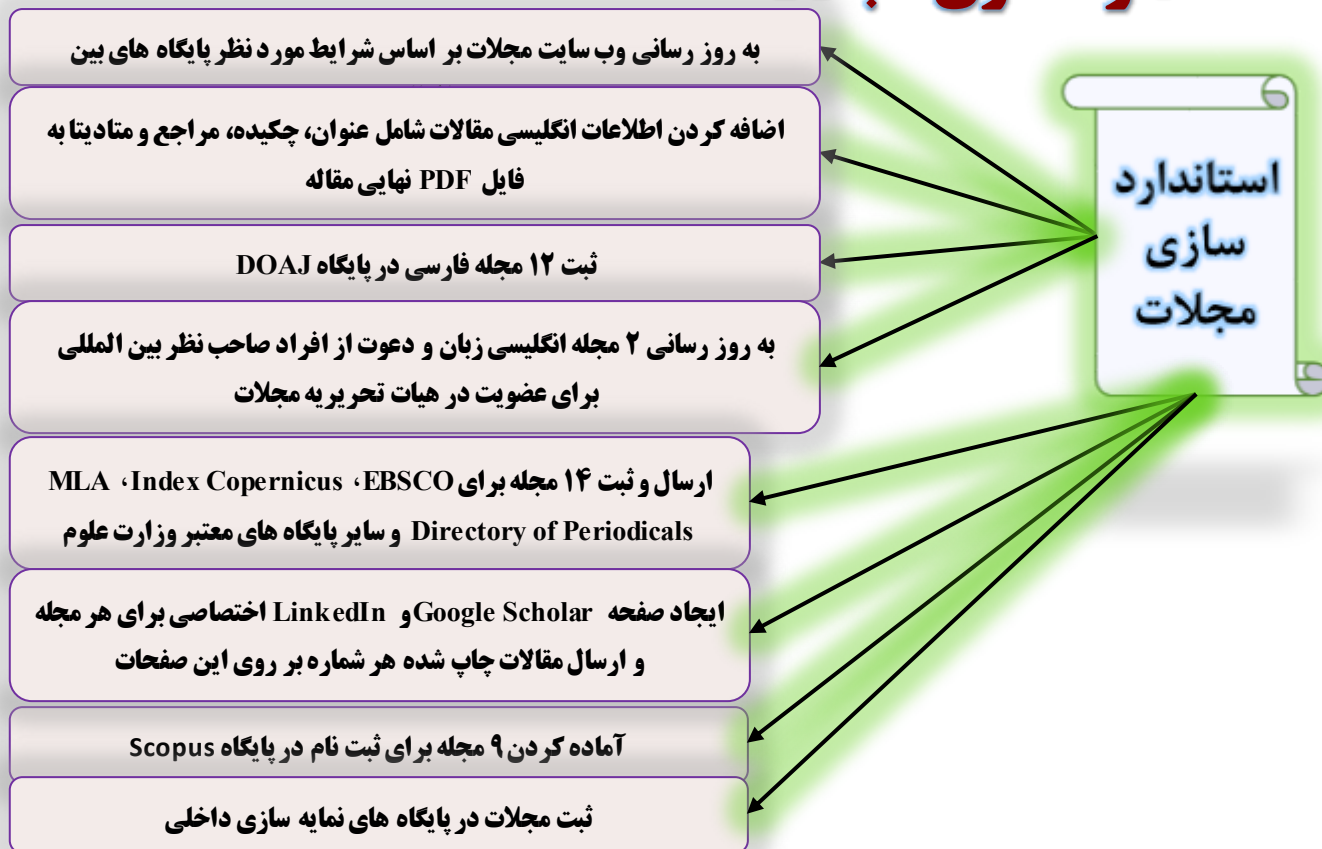 استاندارد
سازی
مجلات
به روز رسانی وب سایت مجلات بر اساس شرایط مورد نظر پایگاه های بین
اضافه کردن اطلاعات انگلیسی مقالات شامل عنوان، چکیده، مراجع و متادیتا به
فایل PDF نهایی مقاله
ثبت ۱۲ مجله فارسی در پایگاه DOAJ
به روز رسانی ۲ مجله انگلیسی زبان و دعوت از افراد صاحب نظر بین المللی
برای عضویت در هیات تحریریه مجلات
ارسال و ثبت ۱۴ مجله برای EBSCO، Index Copernicus، MLA
Directory of Periodicals و سایر پایگاه های معتبر وزارت علوم
ایجاد صفحه Google Scholar و LinkedIn اختصاصی برای هر مجله
و ارسال مقالات چاپ شده هر شماره بر روی این صفحات
آماده کردن ۹ مجله برای ثبت نام در پایگاه Scopus
ثبت مجلات در پایگاه های نمایه سازی داخلی